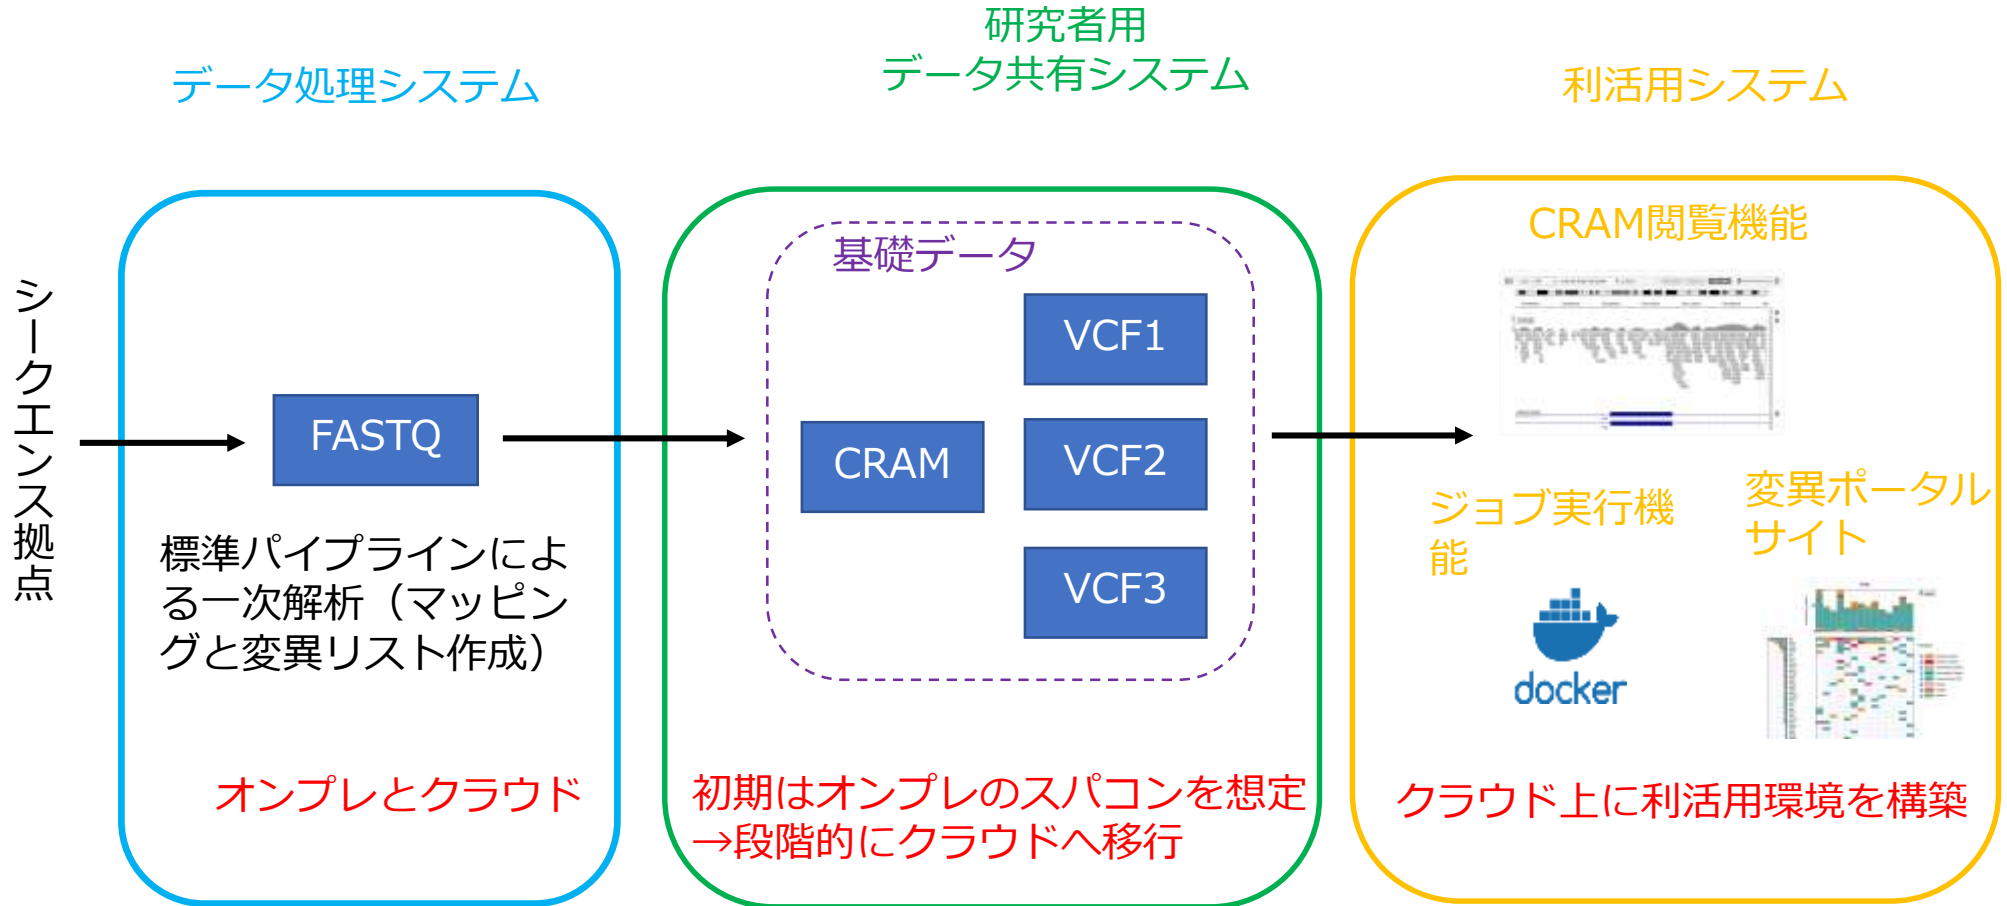 研究者用
データ共有システム
データ処理システム
利活用システム
シークエンス拠点
FASTQ
標準パイプラインによ
る一次解析（マッピン
グと変異リスト作成）
オンプレとクラウド
基礎データ
CRAM
VCF1
VCF2
VCF3
初期はオンプレのスパコンを想定
→段階的にクラウドへ移行
CRAM閲覧機能
ジョブ実行機
能
docker
変異ポータル
サイト
クラウド上に利活用環境を構築